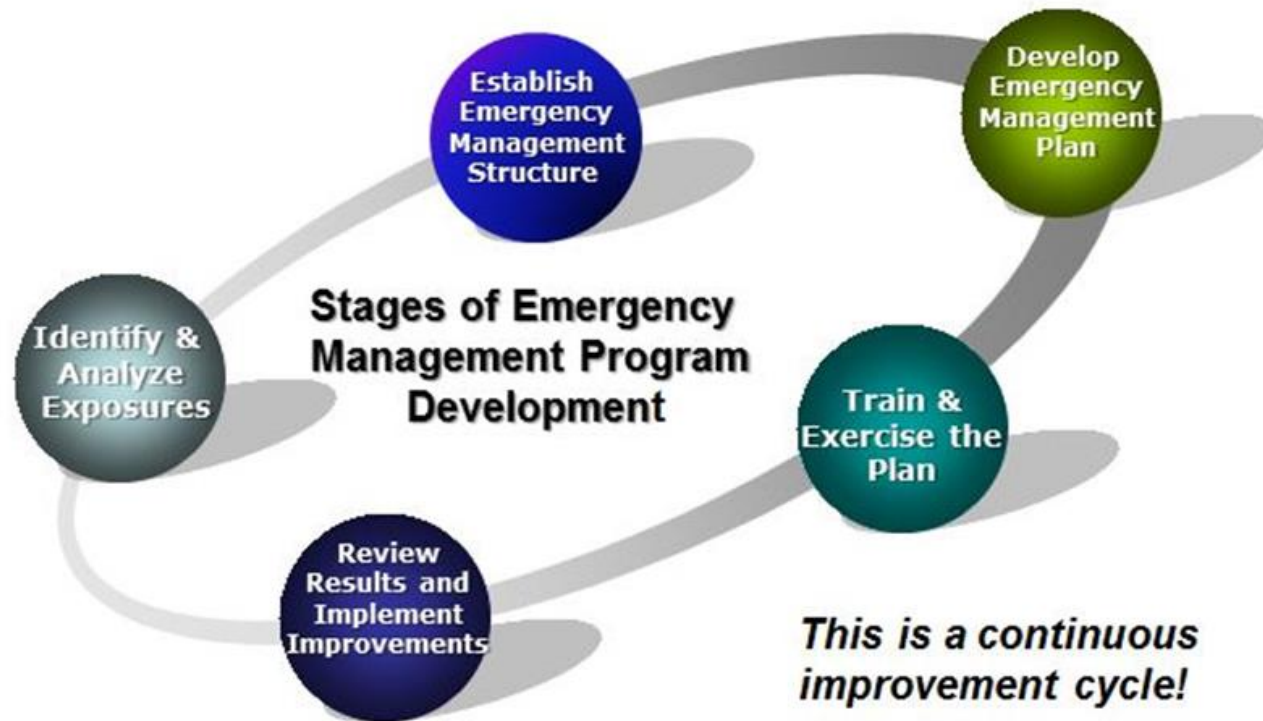 Establish
Emergency
Management
Structure
Develop
Emergency
Management
Plan
Identify &
Analyze
Exposures
Stages of Emergency
Management Program
Development
Train &
Exercise the
Plan
Review
Results and
Implement
Improvements
This is a continuous
improvement cycle!